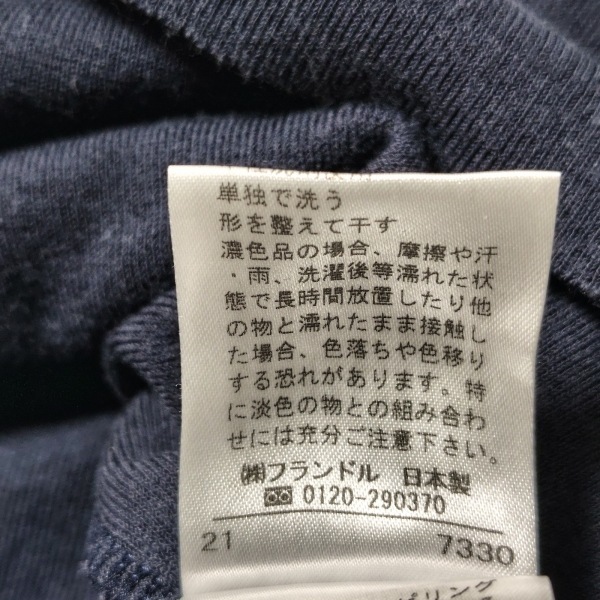 単独で洗う
形を整えて干す
濃色品の場合、摩擦や汗
・雨、洗濯後等濡れた状
態で長時間放置したり他
の物と濡れたまま接触し
た場合、色落ちや色移り
する恐れがあります。特
に淡色の物との組み合わ
せには充分ご注意下さい。
㈱フランドル 日本製
0120-290370
21 7330